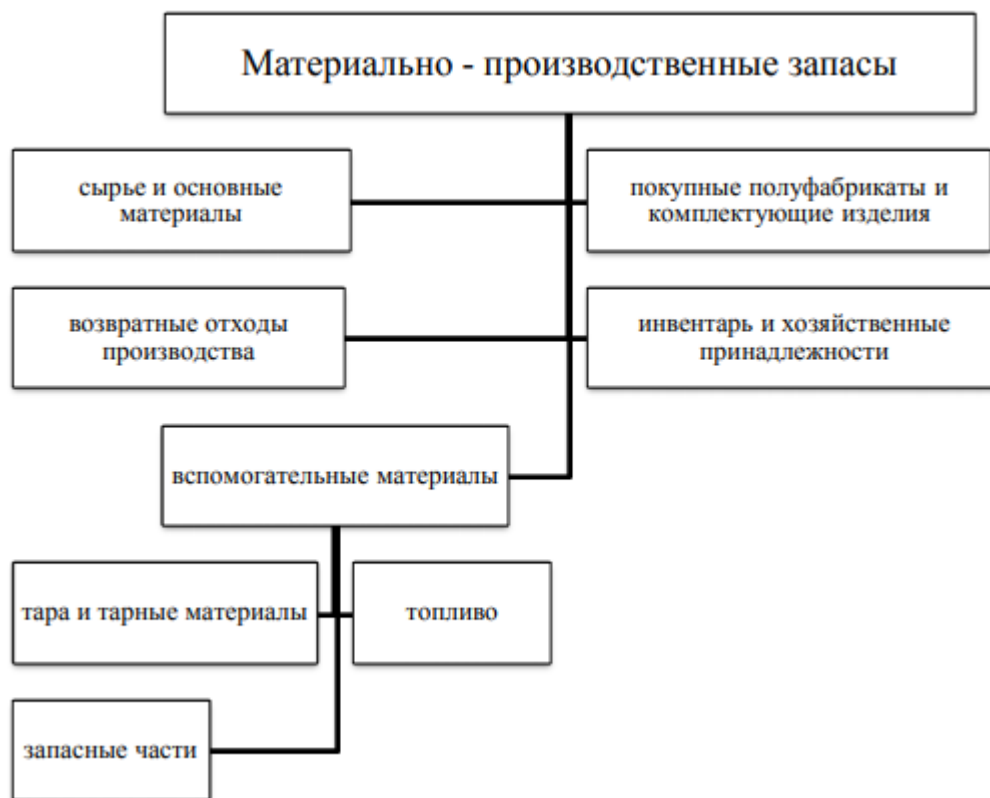 Материально - производственные запасы
сырье и основные
материалы
покупные полуфабрикаты и
комплектующие изделия
возвратные отходы
производства
инвентарь и хозяйственные
принадлежности
вспомогательные материалы
тара и тарные материалы
топливо
запасные части